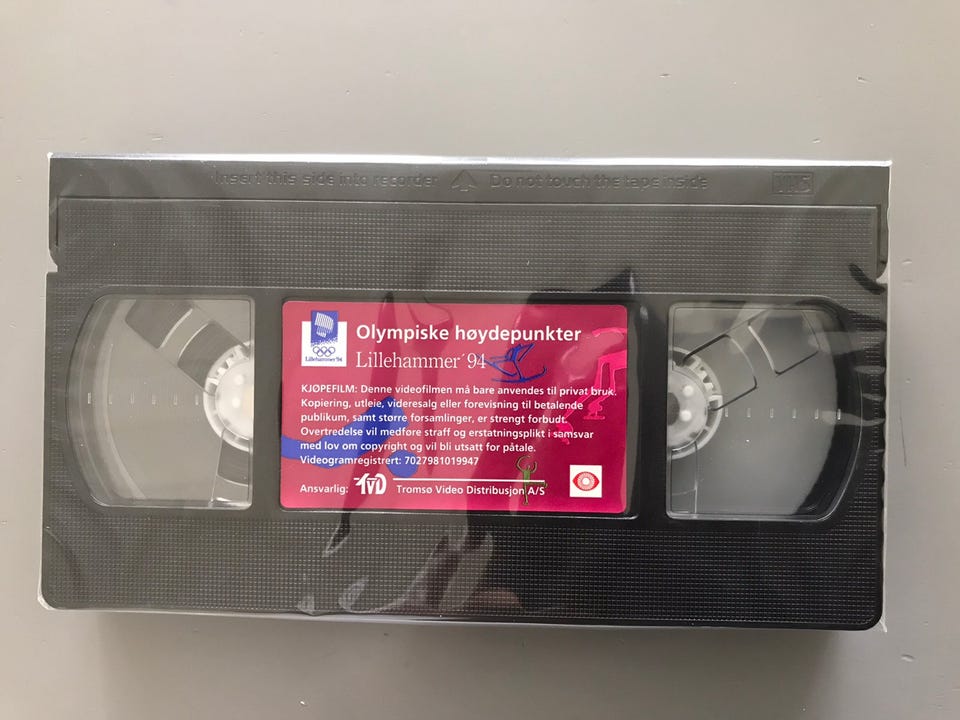 Insert this side into recorder Do not touch the tape inside VHS
Lillehammer '94
Olympiske høydepunkter
Lillehammer '94
KJØPEFILM: Denne videofilmen må bare anvendes til privat bruk.
Kopiering, utleie, videresalg eller forevisning til betalende
publikum, samt større forsamlinger, er strengt forbudt.
Overtredelse vil medføre straff og erstatningsplikt i samsvar
med lov om copyright og vil bli utsatt for påtale.
Videogramregistrert: 7027981019947
Ansvarlig: TVD Tromsø Video Distribusjon A/S